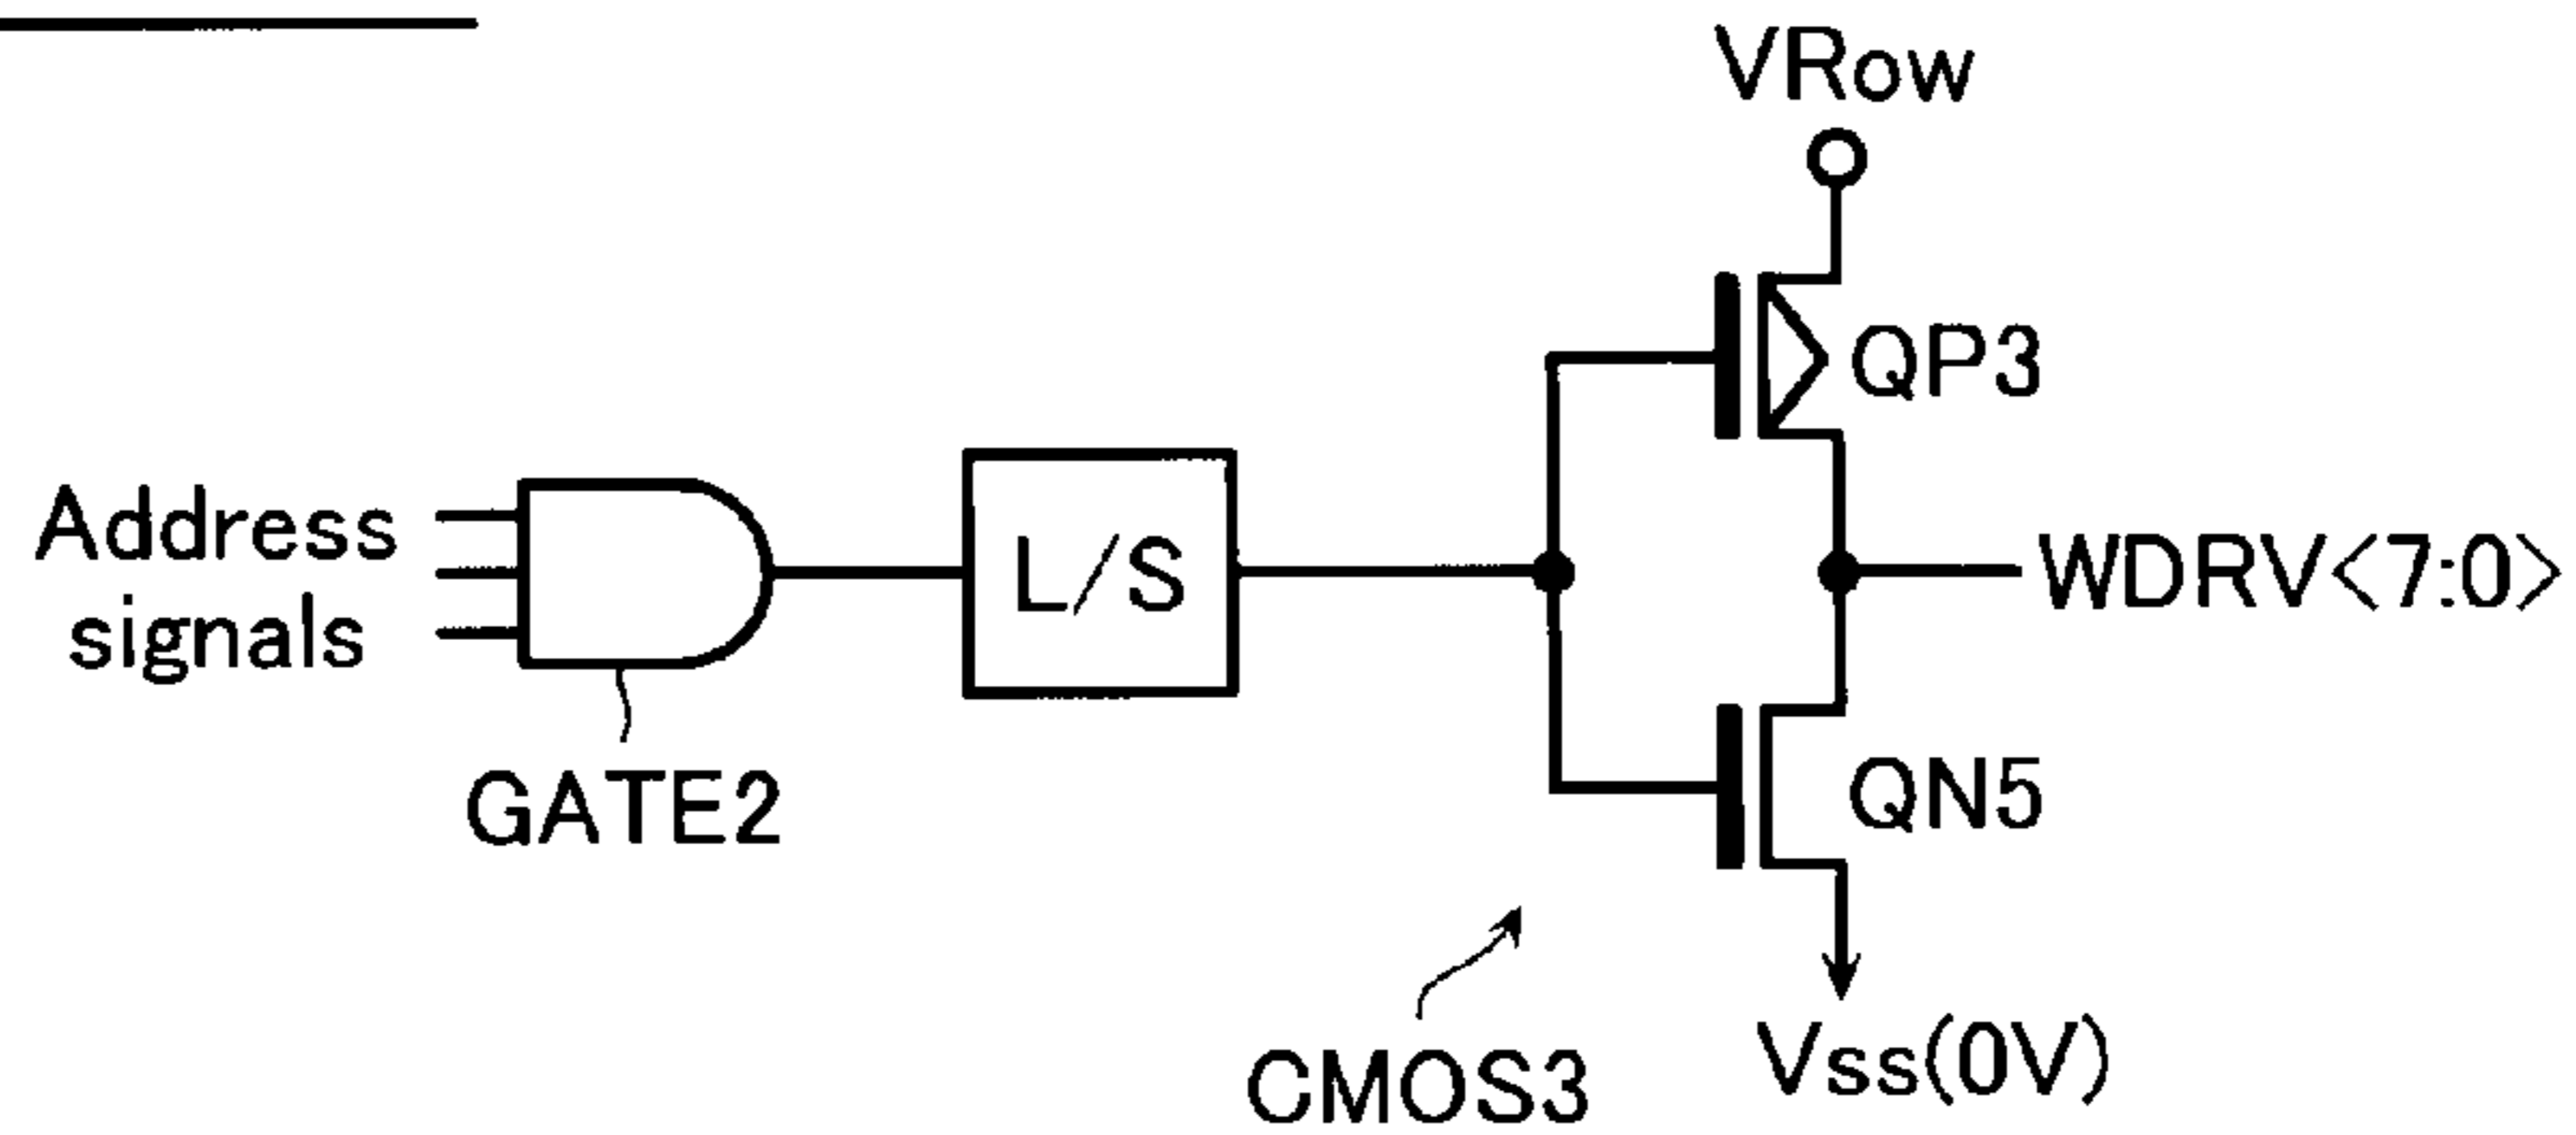 VRow
QP3
Address
signals
L/S
WDRV<7:0>
GATE2
QN5
CMOS3
Vss(0V)